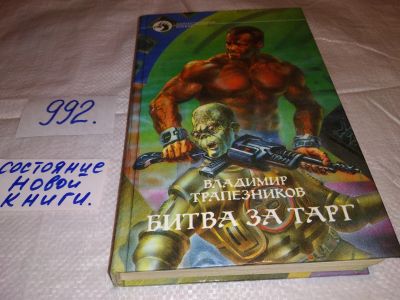 992.
СОСТОЯНИЕ
НОВОЙ
КНИГИ.
ВЛАДИМИР
ТРАПЕЗНИКОВ
БИТВА ЗА ТАРГ